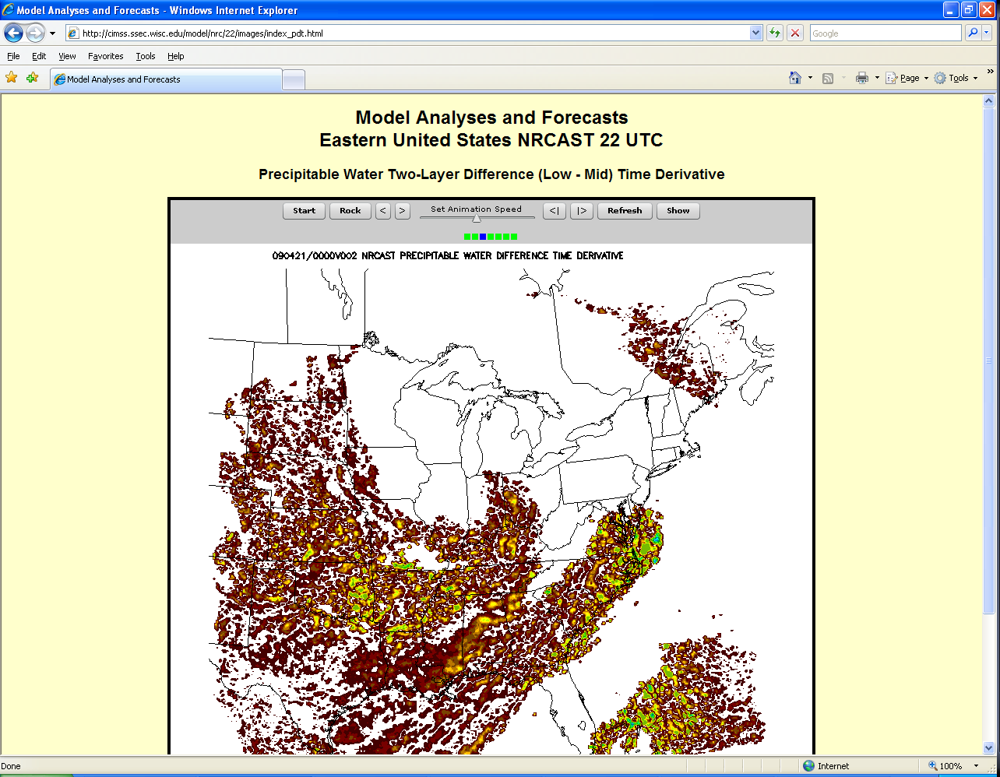 Model Analyses and Forecasts - Windows Internet Explorer
http://cimss.ssec.wisc.edu/model/nrc/22/images/index_pdt.html
Google
File Edit View Favorites Tools Help
Model Analyses and Forecasts
Page Tools
Model Analyses and Forecasts
Eastern United States NRCAST 22 UTC
Precipitable Water Two-Layer Difference (Low - Mid) Time Derivative
Start Rock < > Set Animation Speed <| |> Refresh Show
090421/0000V002 NRCAST PRECIPITABLE WATER DIFFERENCE TIME DERIVATIVE
Done Internet 100%